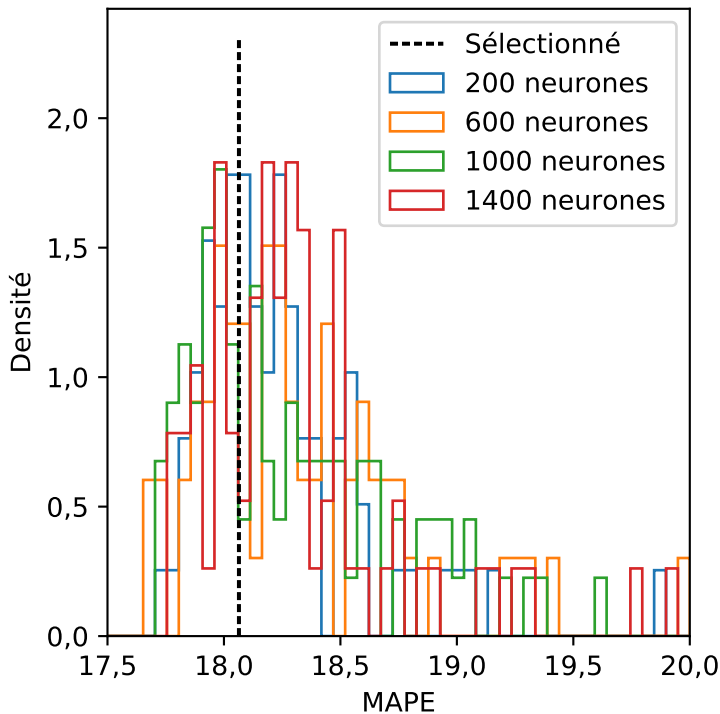 Sélectionné
200 neurones
600 neurones
1000 neurones
1400 neurones
Densité
2,0
1,5
1,0
0,5
0,0
17,5 18,0 18,5 19,0 19,5 20,0
MAPE